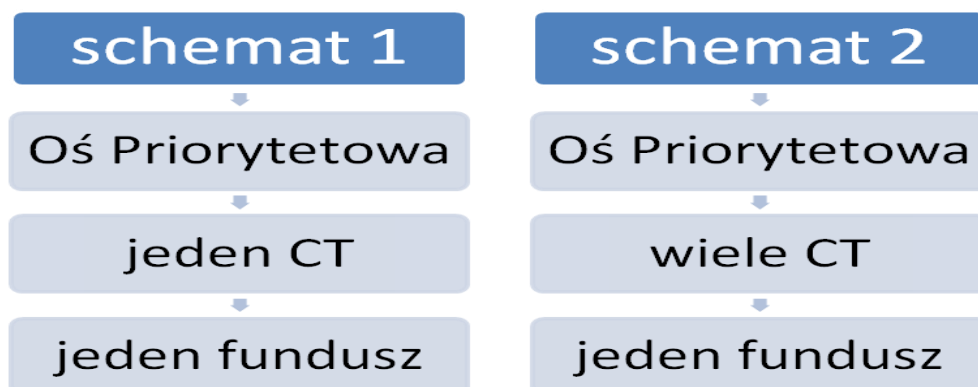 schemat 1
Oś Priorytetowa
jeden CT
jeden fundusz
schemat 2
Oś Priorytetowa
wiele CT
jeden fundusz